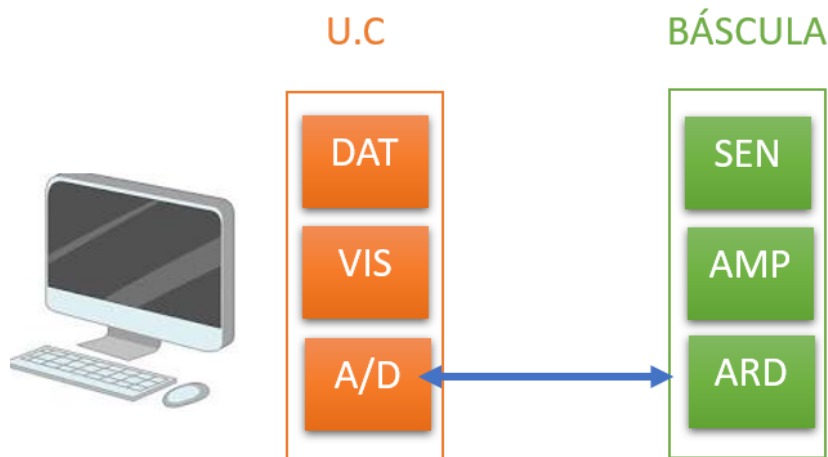 U.C
DAT
VIS
A/D
BÁSCULA
SEN
AMP
ARD